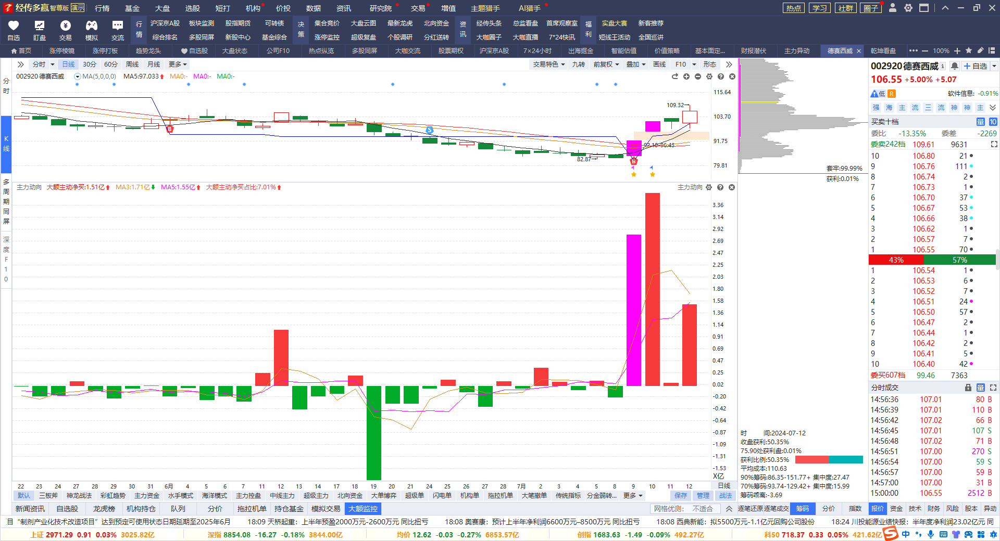 经传多赢 智尊版 演示 行情 基金 大盘 选股 短打 机构 价投 数据 资讯 研究院 交易 增值 主题猎手 AI猎手 热点 学习 社群 圈子
自选 盯盘 交易 模拟 交流
行情 沪深京A股 板块监测 股指期货 可转债 决策 集合竞价 大盘云图 最新龙虎 北向资金 资讯 经传头条 总监看盘 首席观察室 福利 实盘大赛 新客推荐
综合排名 多股同屏 新股中心 基金综合 涨停监控 超级复盘 个股调研 分红送转 大咖圈子 大咖直播 7*24快讯 短线王活动 全国巡讲
首页 涨停棱镜 涨停打板 趋势龙头 自选股 大盘状态 公司F10 热点纵览 多股同屏 大咖交流 股票期权 沪深京A股 7×24小时 出海掘金 智能估值 价值策略 基本面定... 财报潜伏 主力异动 德赛西威 乾坤看盘 100%
分时 日线 30分 60分 周线 月线 更多 交易特色 九转 前复权 叠加 画线 F10 形态
分时
K线
多周期同屏
深度F10
002920 德赛西威 MA(5,0,0,0) MA5:97.033 MA0:- MA0:- MA0:-
115.64
109.32
103.70
91.75
92.10-96.43
82.87
79.81
B
S
B
主力动向 大额主动净买:1.51亿 MA3:1.71亿 MA5:1.55亿 大额主动净买占比:7.01% 主力动向
3.36
3.14
2.92
2.69
2.47
2.25
2.03
1.80
1.58
1.36
1.14
0.91
0.69
0.47
0.25
0.02
-0.20
-0.42
-0.64
-0.87
-1.09
-1.31
-1.53
X亿
22 23 24 27 28 29 30 31 6月 4 5 6 7 11 12 13 14 17 18 19 20 21 24 25 26 27 28 7月 2 3 4 5 8 9 10 11 12 日线
默认 三板斧 神龙战法 彩虹趋势 主力资金 水手模式 海洋模式 主力控盘 中线主力 超级主力 北向资金 大单博弈 超级单 闪电单 机构单 拖拉机单 大笔撤单 传统指标 分金弱转... 更多 保存 管理 战法
新闻资讯 自选股 龙虎榜 机构持仓 队列 分价 拖拉机单 持仓基金 模拟交易 大额监控 网格优测: 不适合
套牢:99.99%
获利:0.01%
时 间:2024-07-12
收盘获利:50.35%
75.90处获利盘:0.01%
获利比例:50.35%
平均成本:110.63
90%筹码:86.35-151.77+ 集中度:27.47
70%筹码:93.74-129.42+ 集中度:15.99
筹码乖离:-3.69
逐笔还原 逐笔成交 筹码 分价 指数
002920德赛西威 自选
106.55 +5.00% +5.07
低 R 软件信息: -0.91%
强 海 主 流 三 流 神 神 主
买卖十档 量 10
委比 -13.35% 委差 -2269
委卖242档 109.61 9631
10 106.80 21
9 106.76 111
8 106.74 2
7 106.73 1
6 106.70 37
5 106.67 53
4 106.66 38
3 106.62 1
2 106.57 7
1 106.55 70
43% 57%
1 106.54 1
2 106.53 6
3 106.52 7
4 106.51 24
5 106.50 57
6 106.47 2
7 106.44 1
8 106.42 2
9 106.41 5
10 106.40 42
委买607档 99.46 7363
分时成交 量
14:56:36 107.01 80 B
14:56:39 107.01 110 B
14:56:42 107.02 66 B
14:56:45 107.01 107 S
14:56:48 107.02 71 B
14:56:51 107.00 270 S
14:56:54 107.00 59 S
14:56:57 107.00 59 B
14:57:00 107.00 31 B
15:00:00 106.55 2512 B
报价 资金 技术 财务 风险 股本 异动
目“制剂产业化技术改造项目”达到预定可使用状态日期延期至2025年6月 18:09 天桥起重：上半年预盈2000万元-2600万元 同比扭亏 18:08 奥赛康：预计上半年净利润6600万元–8500万元 同比扭亏 18:08 西典新能：拟5500万元-1.1亿元回购公司股份 18:24 川投能源业绩快报：半年度净利润23.02亿元 同
上证 2971.29 0.91 0.03% 3025.82亿 深指 8854.08 -16.27 -0.18% 3844.00亿 均价 12.62 -0.03 -0.27% 6853.57亿 创指 1683.63 -1.49 -0.09% 492.27亿 科50 718.37 0.33 0.05% 421.62亿 中